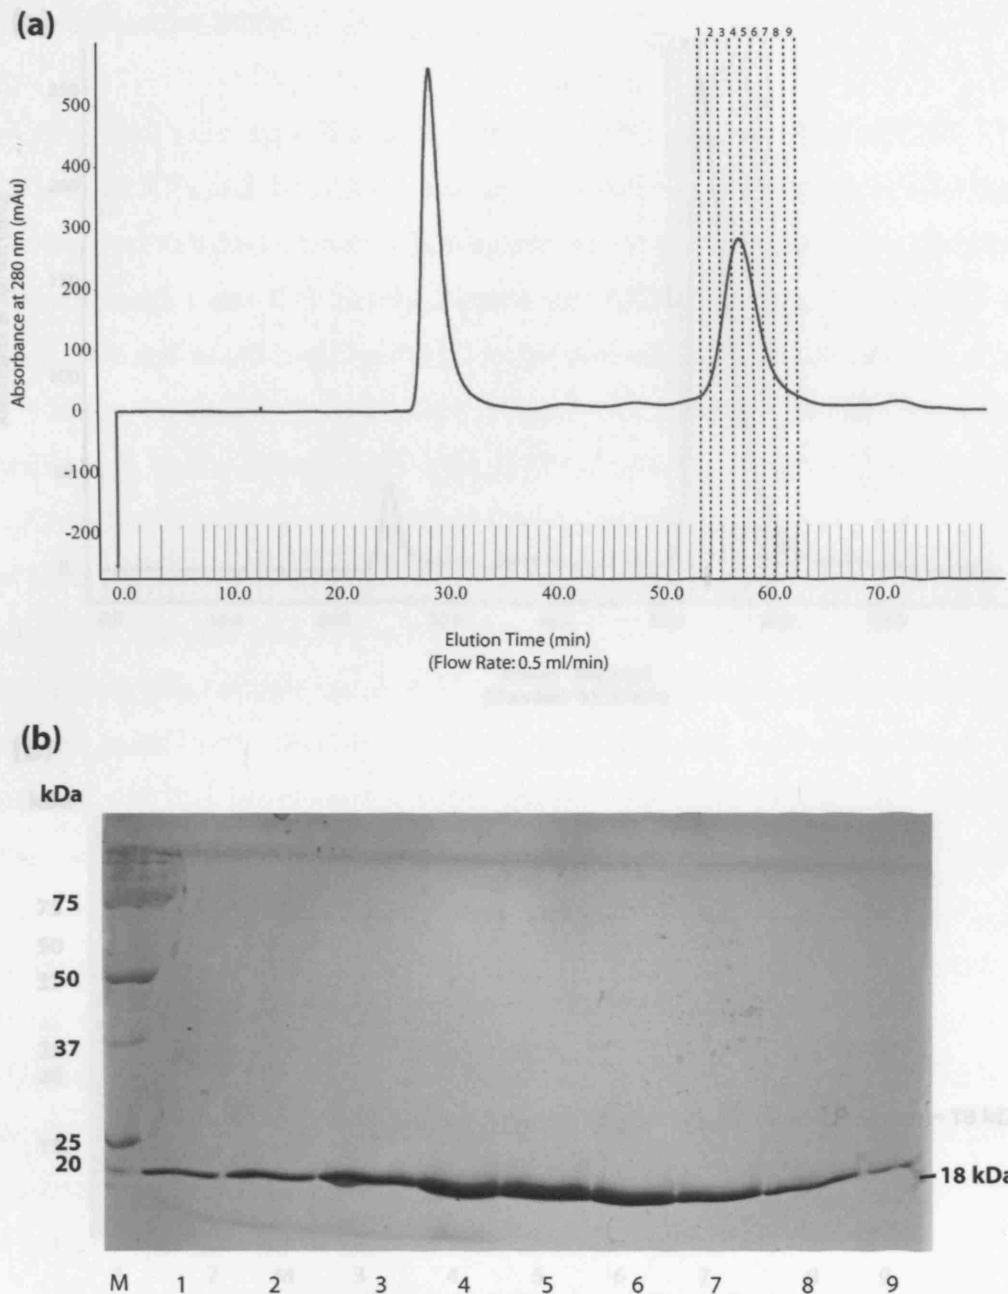 (a)
1 2 3 4 5 6 7 8 9
Absorbance at 280 nm (mAu)
500
400
300
200
100
0
-100
-200
0.0 10.0 20.0 30.0 40.0 50.0 60.0 70.0
Elution Time (min)
(Flow Rate: 0.5 ml/min)
(b)
kDa
75
50
37
25
20
18 kDa
M 1 2 3 4 5 6 7 8 9